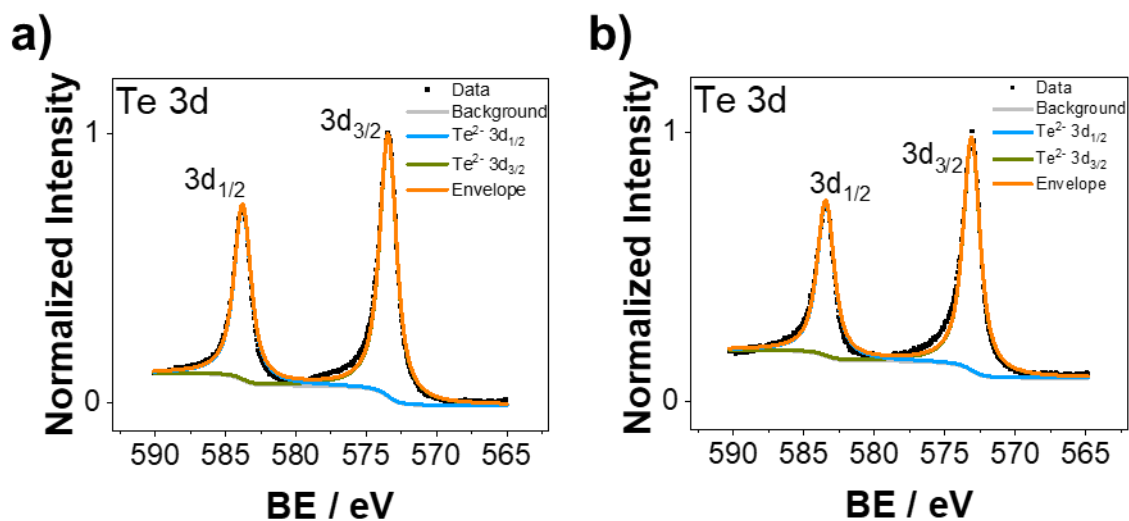 a)
Te 3d
Data
Background
Te²⁻ 3d₁/₂
Te²⁻ 3d₃/₂
Envelope
3d₃/₂
3d₁/₂
1
0
Normalized Intensity
590 585 580 575 570 565
BE / eV
b)
Te 3d
Data
Background
Te²⁻ 3d₁/₂
Te²⁻ 3d₃/₂
Envelope
3d₃/₂
3d₁/₂
1
0
Normalized Intensity
590 585 580 575 570 565
BE / eV